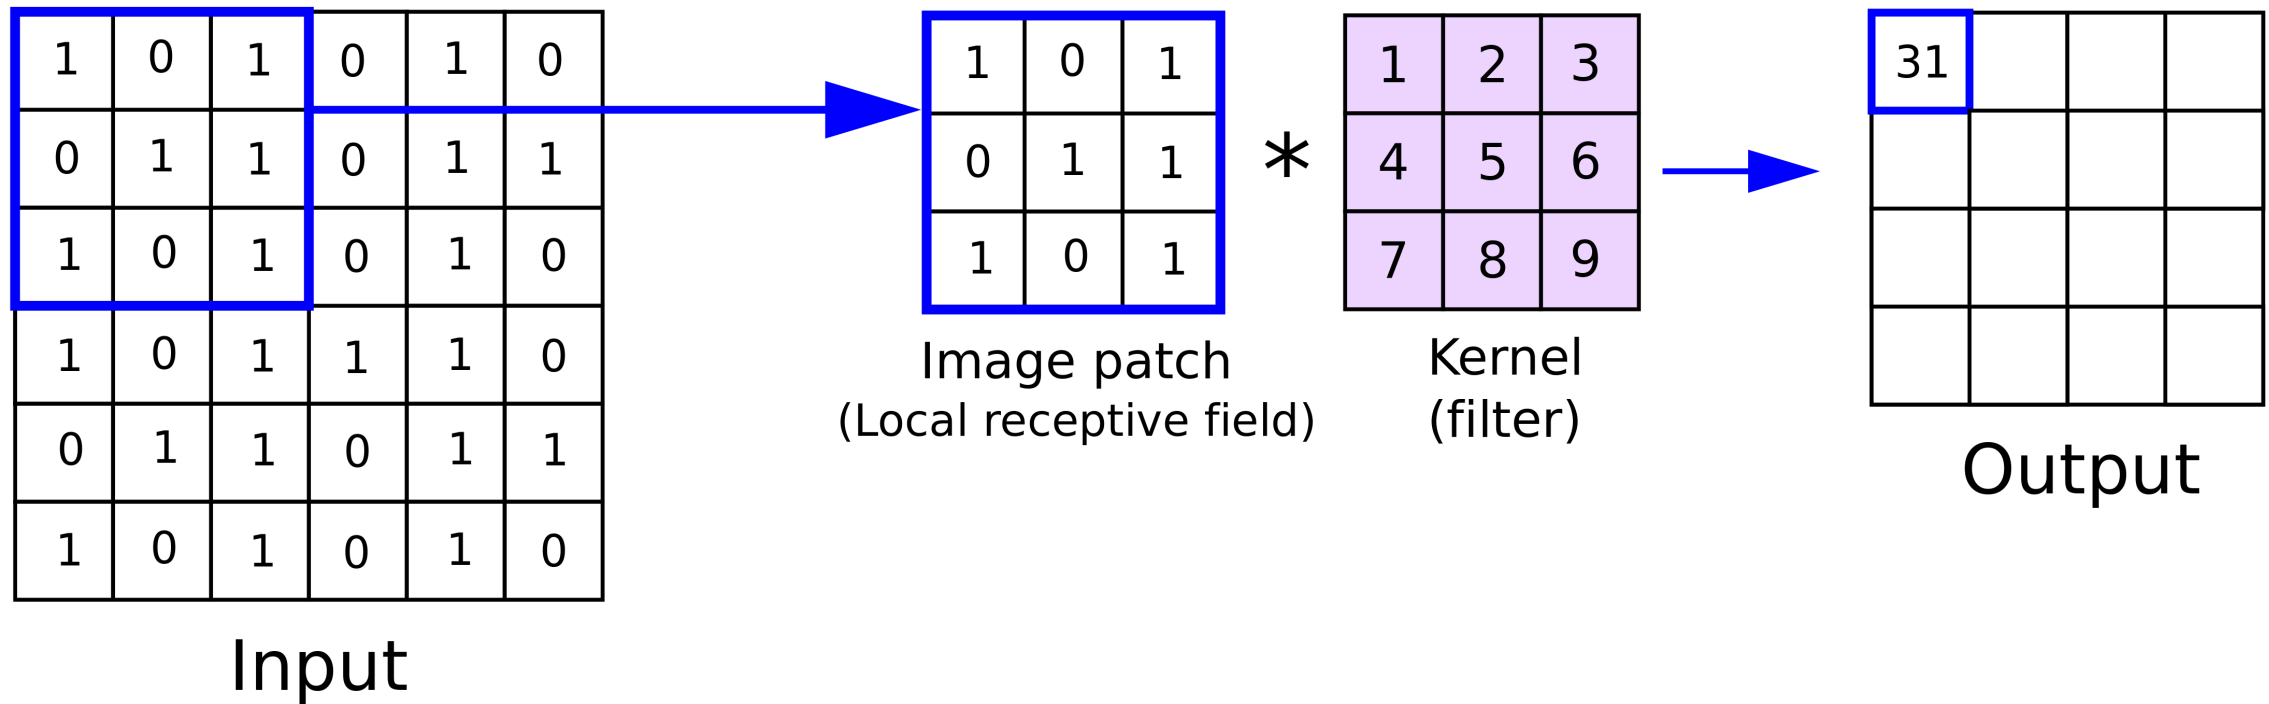 1 0 1 0 1 0
0 1 1 0 1 1
1 0 1 0 1 0
1 0 1 1 1 0
0 1 1 0 1 1
1 0 1 0 1 0
Input
1 0 1
0 1 1
1 0 1
Image patch
(Local receptive field)
*
1 2 3
4 5 6
7 8 9
Kernel
(filter)
31
Output